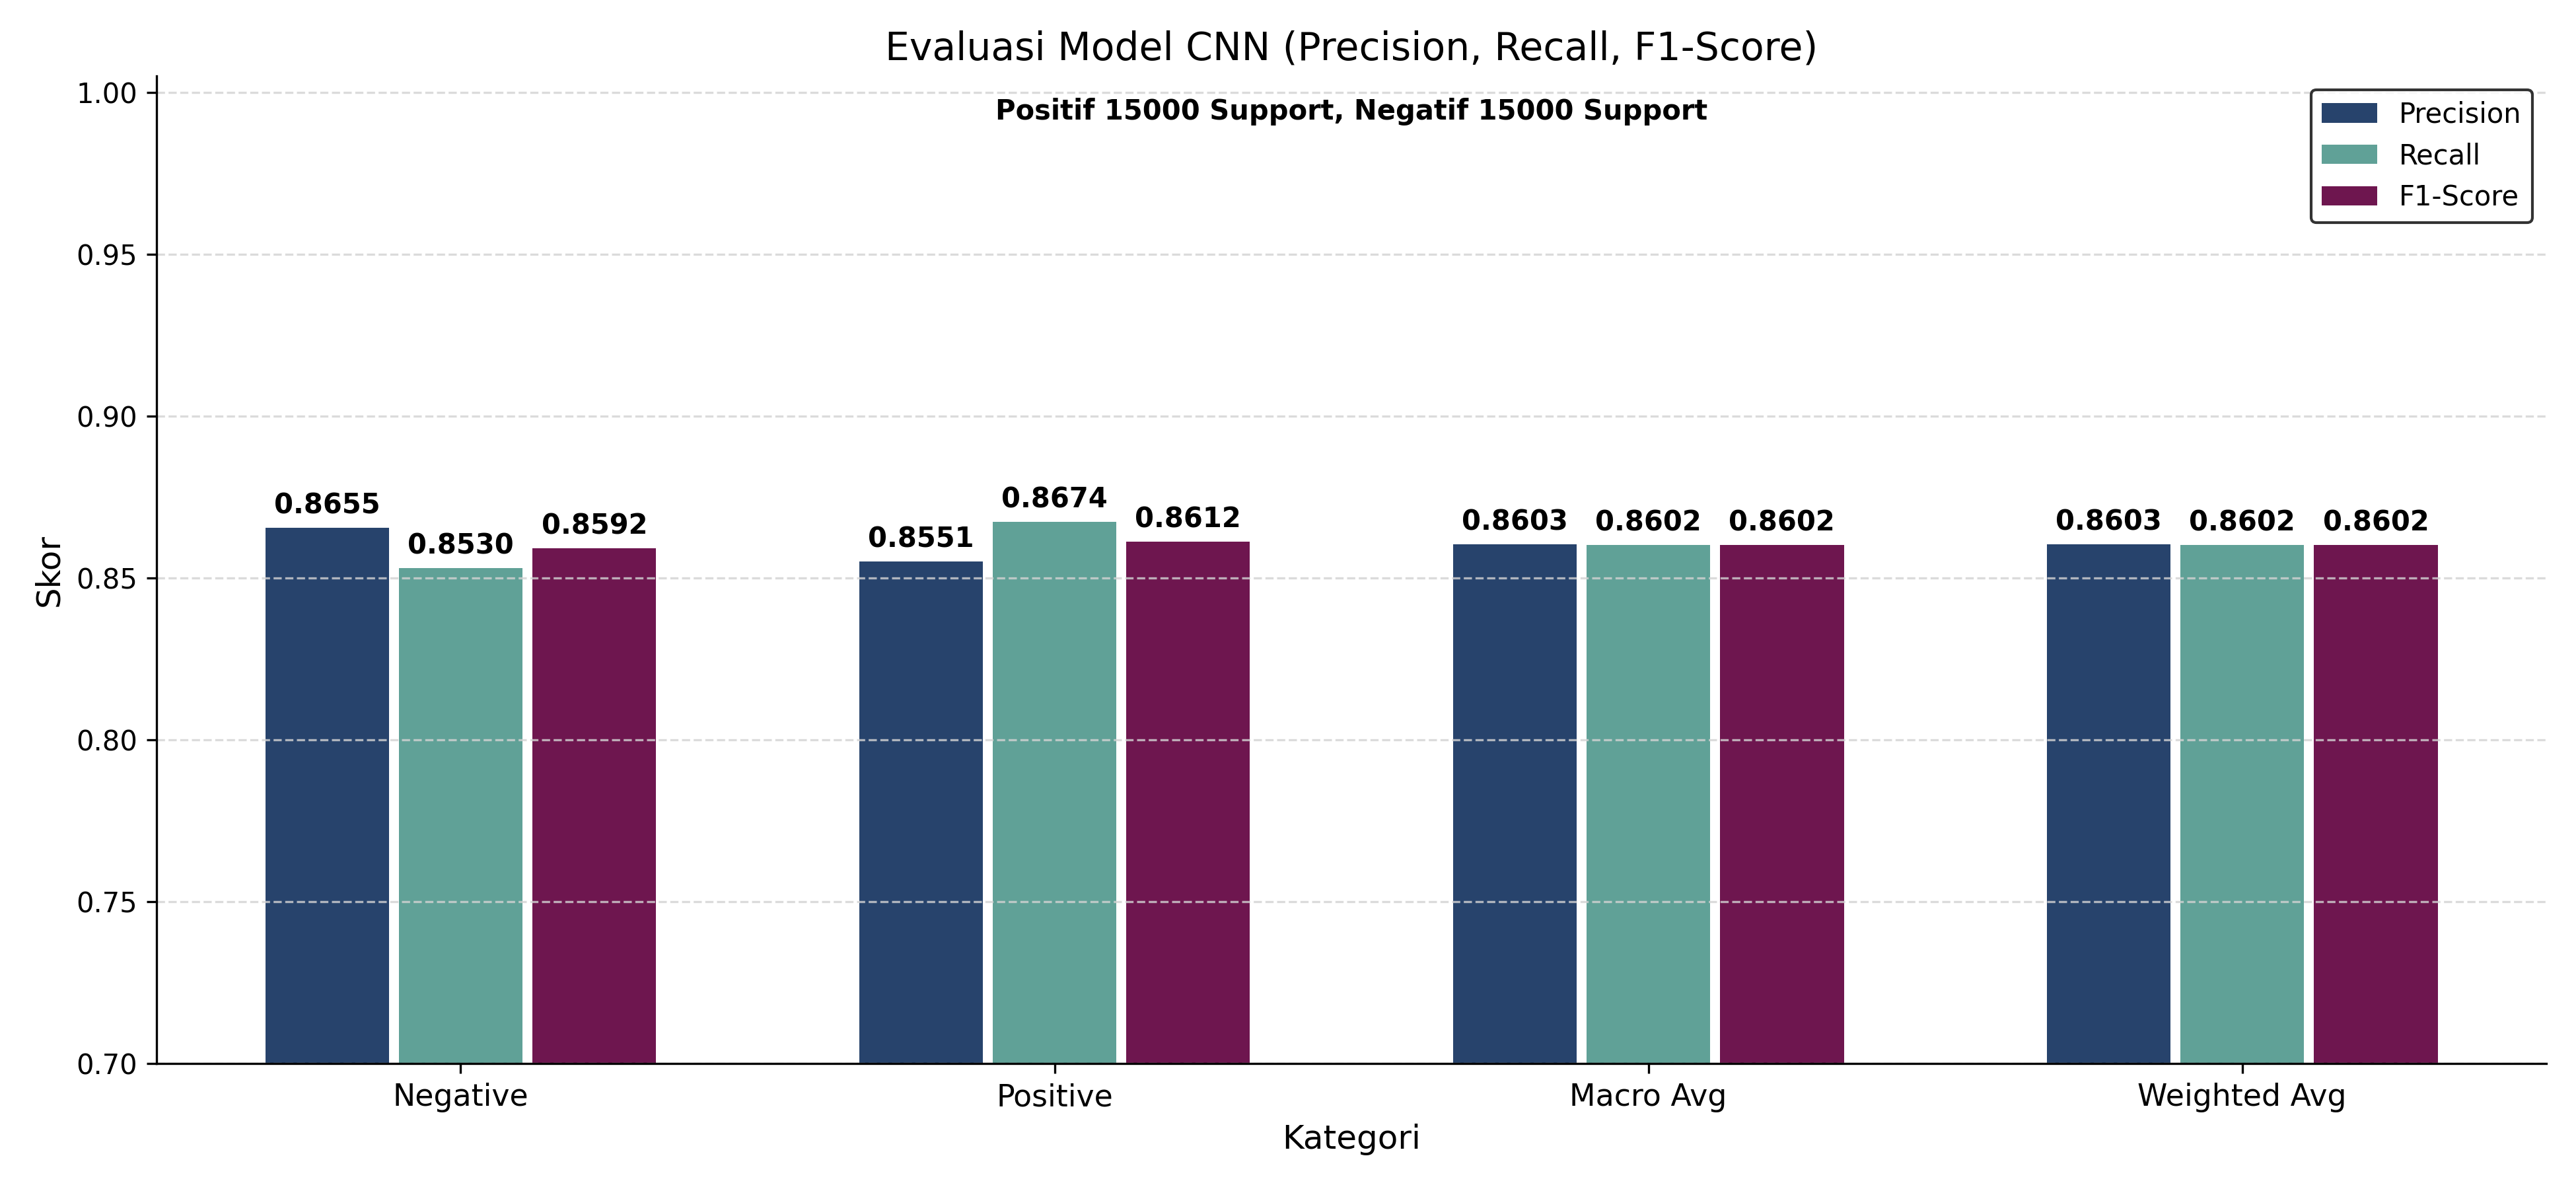 Evaluasi Model CNN (Precision, Recall, F1-Score)
Positif 15000 Support, Negatif 15000 Support
Precision
Recall
F1-Score
Skor
1.00
0.95
0.90
0.85
0.80
0.75
0.70
0.8655 0.8530 0.8592
0.8551 0.8674 0.8612
0.8603 0.8602 0.8602
0.8603 0.8602 0.8602
Negative Positive Macro Avg Weighted Avg
Kategori